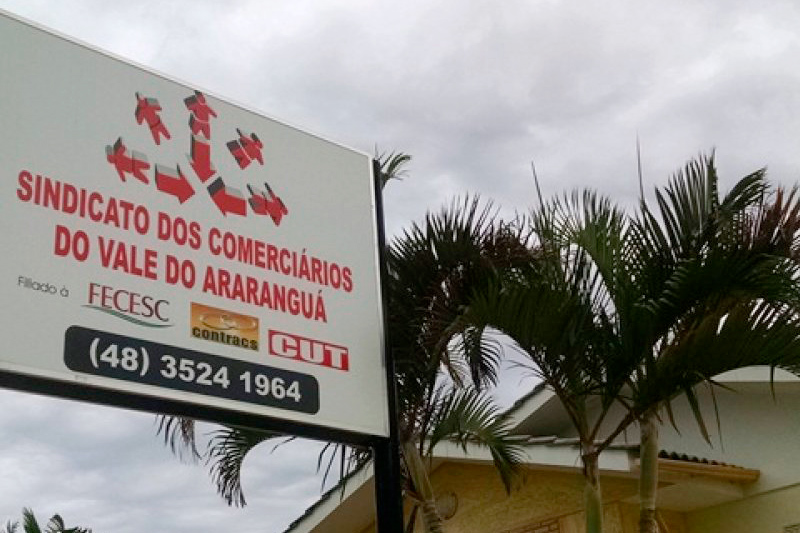 SINDICATO DOS COMERCIÁRIOS
DO VALE DO ARARANGUÁ
Filiado à FECESC contracs CUT
(48) 3524 1964